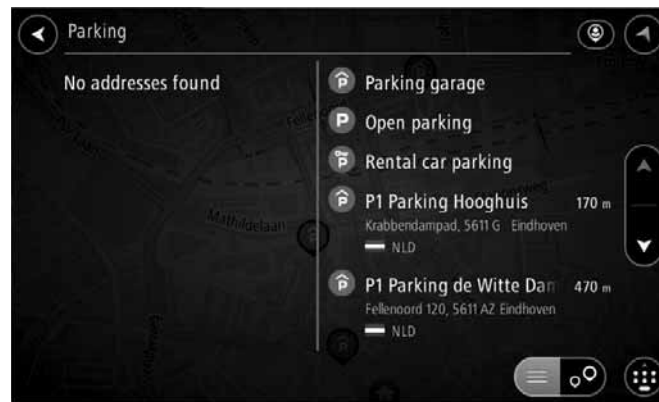 Parking
No addresses found
Parking garage
Open parking
Rental car parking
P1 Parking Hooghuis 170 m
Krabbendampad, 5611 G Eindhoven
NLD
P1 Parking de Witte Dam 470 m
Fellenoord 120, 5611 AZ Eindhoven
NLD
Mathildelaan